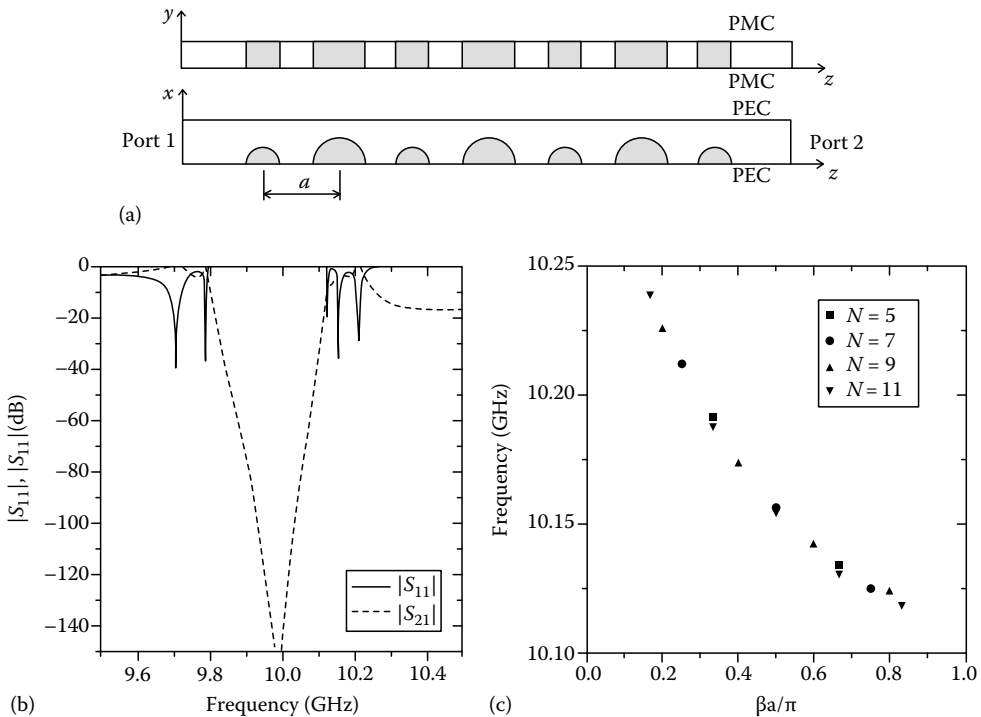 y
PMC
PMC
z
x
PEC
Port 1
Port 2
PEC
z
a
(a)
0
−20
−40
−60
−80
−100
−120
−140
|S11|, |S11|(dB)
|S11|
|S21|
9.6 9.8 10.0 10.2 10.4
Frequency (GHz)
(b)
10.25
10.20
10.15
10.10
Frequency (GHz)
N = 5
N = 7
N = 9
N = 11
0.0 0.2 0.4 0.6 0.8 1.0
βa/π
(c)